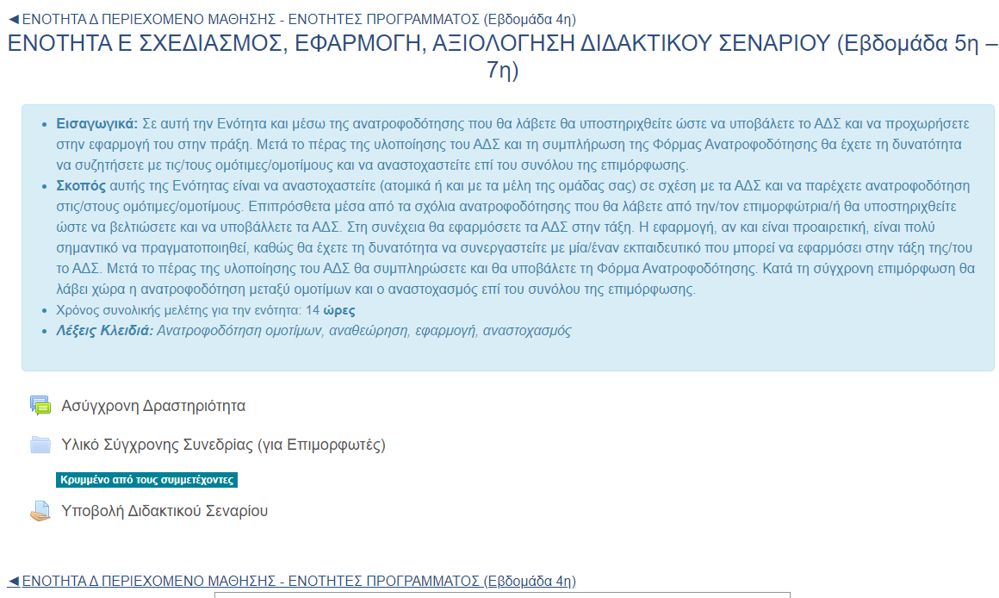 ◄ ΕΝΟΤΗΤΑ Δ ΠΕΡΙΕΧΟΜΕΝΟ ΜΑΘΗΣΗΣ - ΕΝΟΤΗΤΕΣ ΠΡΟΓΡΑΜΜΑΤΟΣ (Εβδομάδα 4η)
ΕΝΟΤΗΤΑ Ε ΣΧΕΔΙΑΣΜΟΣ, ΕΦΑΡΜΟΓΗ, ΑΞΙΟΛΟΓΗΣΗ ΔΙΔΑΚΤΙΚΟΥ ΣΕΝΑΡΙΟΥ (Εβδομάδα 5η –
7η)
• Εισαγωγικά: Σε αυτή την Ενότητα και μέσω της ανατροφοδότησης που θα λάβετε θα υποστηριχθείτε ώστε να υποβάλετε το ΑΔΣ και να προχωρήσετε
στην εφαρμογή του στην πράξη. Μετά το πέρας της υλοποίησης του ΑΔΣ και τη συμπλήρωση της Φόρμας Ανατροφοδότησης θα έχετε τη δυνατότητα
να συζητήσετε με τις/τους ομότιμες/ομοτίμους και να αναστοχαστείτε επί του συνόλου της επιμόρφωσης.
• Σκοπός αυτής της Ενότητας είναι να αναστοχαστείτε (ατομικά ή και με τα μέλη της ομάδας σας) σε σχέση με τα ΑΔΣ και να παρέχετε ανατροφοδότηση
στις/στους ομότιμες/ομοτίμους. Επιπρόσθετα μέσα από τα σχόλια ανατροφοδότησης που θα λάβετε από την/τον επιμορφώτρια/ή θα υποστηριχθείτε
ώστε να βελτιώσετε και να υποβάλλετε τα ΑΔΣ. Στη συνέχεια θα εφαρμόσετε τα ΑΔΣ στην τάξη. Η εφαρμογή, αν και είναι προαιρετική, είναι πολύ
σημαντικό να πραγματοποιηθεί, καθώς θα έχετε τη δυνατότητα να συνεργαστείτε με μία/έναν εκπαιδευτικό που μπορεί να εφαρμόσει στην τάξη της/του
το ΑΔΣ. Μετά το πέρας της υλοποίησης του ΑΔΣ θα συμπληρώσετε και θα υποβάλετε τη Φόρμα Ανατροφοδότησης. Κατά τη σύγχρονη επιμόρφωση θα
λάβει χώρα η ανατροφοδότηση μεταξύ ομοτίμων και ο αναστοχασμός επί του συνόλου της επιμόρφωσης.
• Χρόνος συνολικής μελέτης για την ενότητα: 14 ώρες
• Λέξεις Κλειδιά: Ανατροφοδότηση ομοτίμων, αναθεώρηση, εφαρμογή, αναστοχασμός
Ασύγχρονη Δραστηριότητα
Υλικό Σύγχρονης Συνεδρίας (για Επιμορφωτές)
Κρυμμένο από τους συμμετέχοντες
Υποβολή Διδακτικού Σεναρίου
◄ ΕΝΟΤΗΤΑ Δ ΠΕΡΙΕΧΟΜΕΝΟ ΜΑΘΗΣΗΣ - ΕΝΟΤΗΤΕΣ ΠΡΟΓΡΑΜΜΑΤΟΣ (Εβδομάδα 4η)